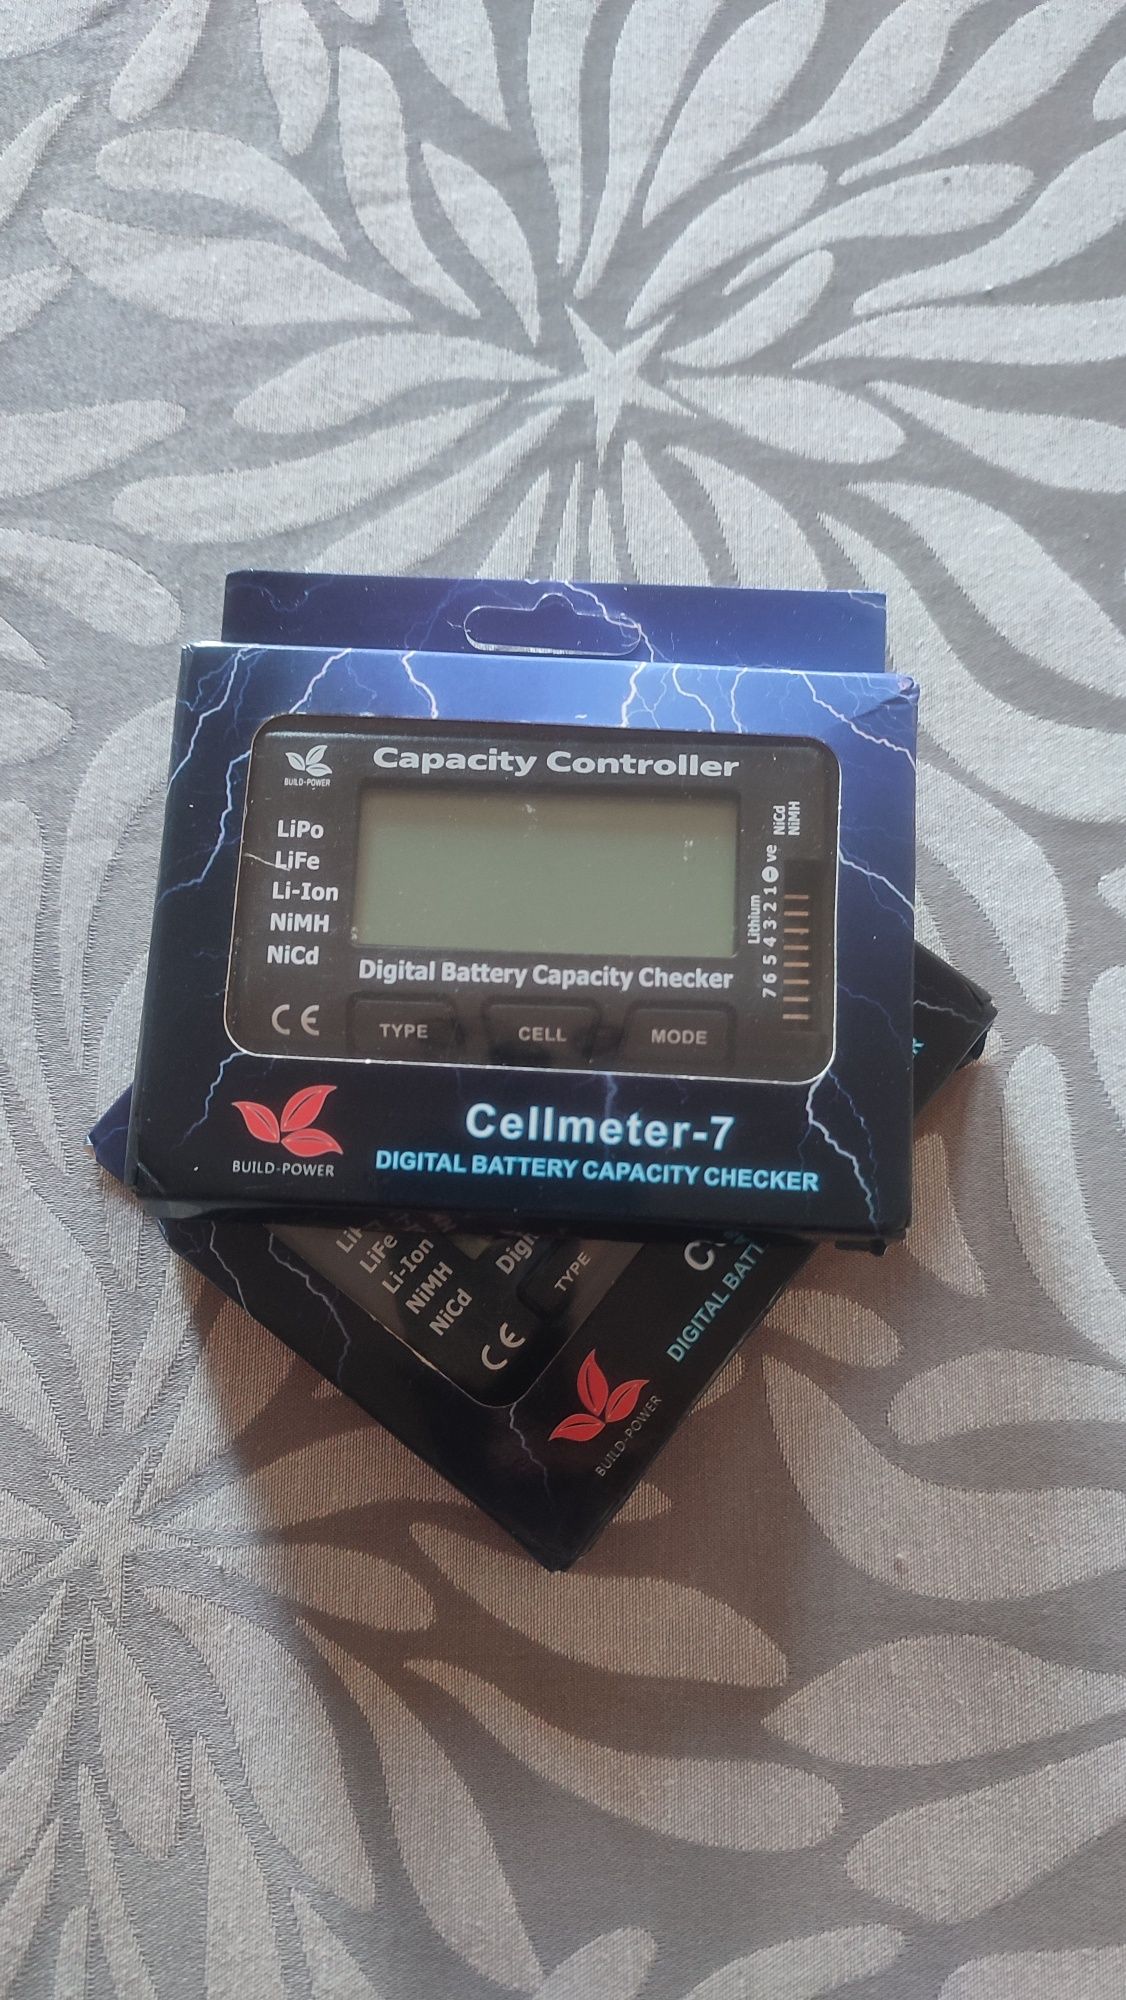 BUILD-POWER
Capacity Controller
LiPo
LiFe
Li-Ion
NiMH
NiCd
Lithium
7 6 5 4 3 2 1 ⊖ ve
NiCd
NiMH
Digital Battery Capacity Checker
CE
TYPE
CELL
MODE
BUILD-POWER
Cellmeter-7
DIGITAL BATTERY CAPACITY CHECKER
LiFe
Li-Ion
NiMH
NiCd
CE
TYPE
DIGITAL
BUILD-POWER